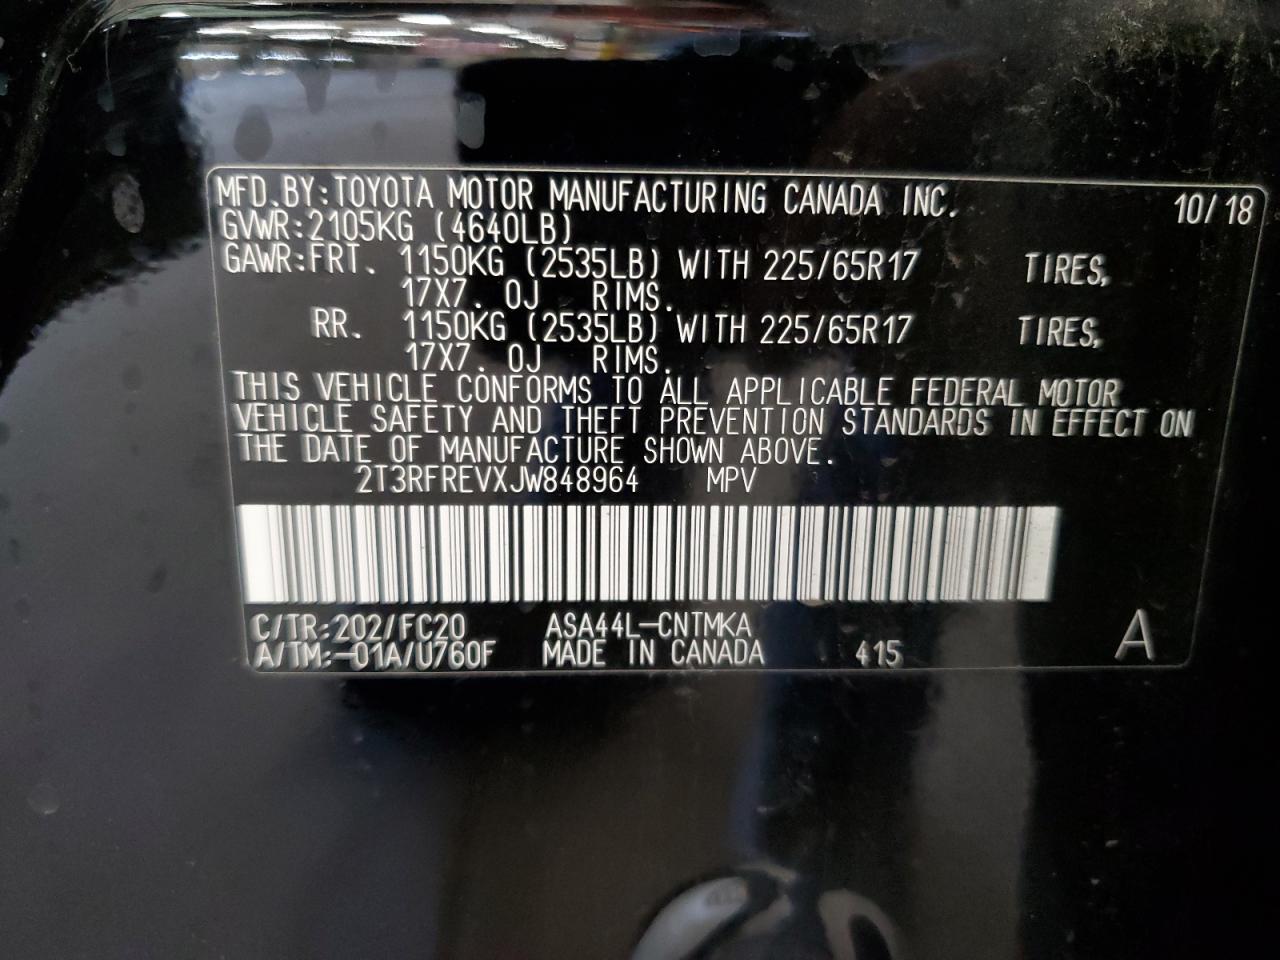 MFD.BY:TOYOTA MOTOR MANUFACTURING CANADA INC. 10/18
GVWR:2105KG (4640LB)
GAWR:FRT. 1150KG (2535LB) WITH 225/65R17 TIRES,
17X7. 0J RIMS.
RR. 1150KG (2535LB) WITH 225/65R17 TIRES,
17X7. 0J RIMS.
THIS VEHICLE CONFORMS TO ALL APPLICABLE FEDERAL MOTOR
VEHICLE SAFETY AND THEFT PREVENTION STANDARDS IN EFFECT ON
THE DATE OF MANUFACTURE SHOWN ABOVE.
2T3RFREVXJW848964 MPV
C/TR:202/FC20 ASA44L-CNTMKA A
A/TM:-01A/U760F MADE IN CANADA 415